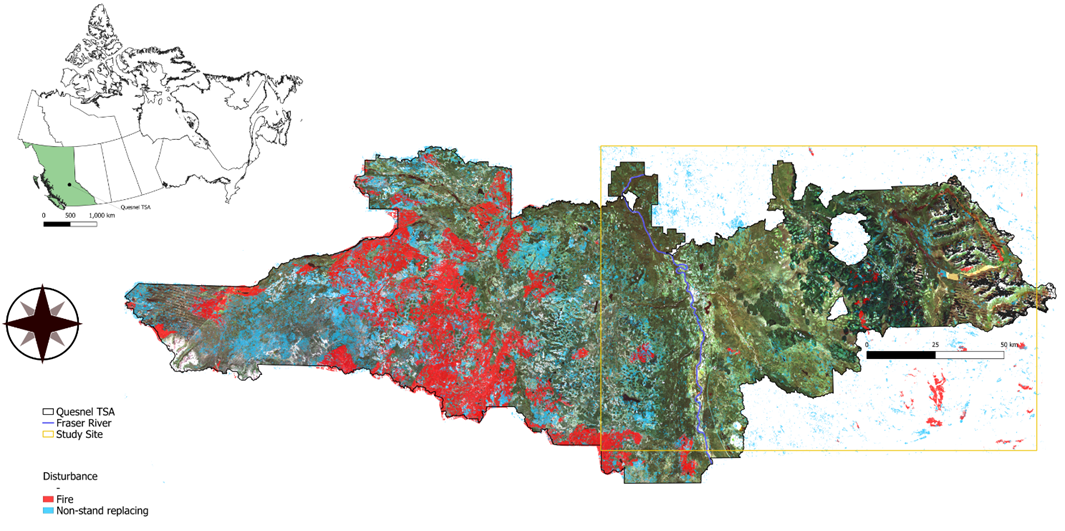 0 500 1,000 km
Quesnel TSA
0 25 50 km
Quesnel TSA
Fraser River
Study Site
Disturbance
-
Fire
Non-stand replacing